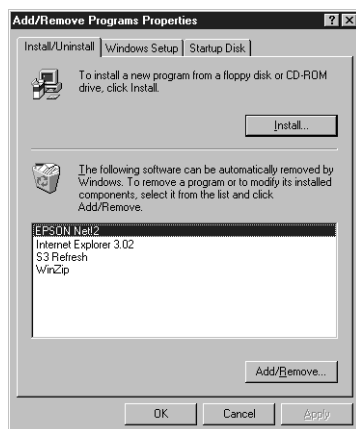 Add/Remove Programs Properties
Install/Uninstall Windows Setup Startup Disk
To install a new program from a floppy disk or CD-ROM
drive, click Install.
Install...
The following software can be automatically removed by
Windows. To remove a program or to modify its installed
components, select it from the list and click
Add/Remove.
EPSON Net!2
Internet Explorer 3.02
S3 Refresh
WinZip
Add/Remove...
OK Cancel Apply